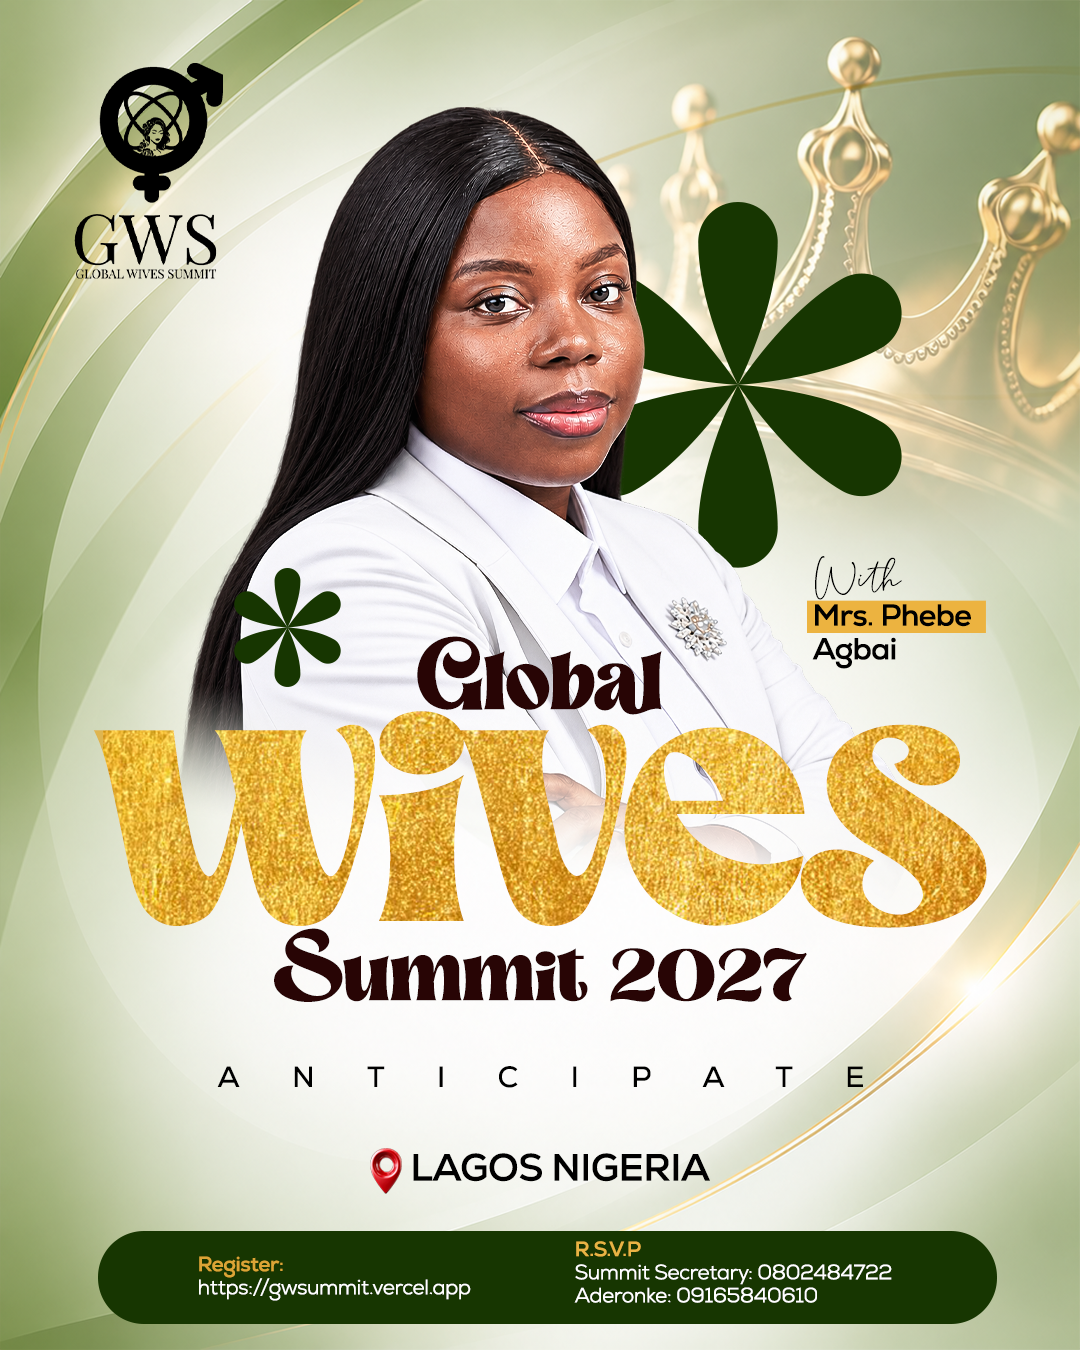 GWS
GLOBAL WIVES SUMMIT
With
Mrs. Phebe
Agbai
Global
Wives
Summit 2027
ANTICIPATE
LAGOS NIGERIA
Register:
https://gwsummit.vercel.app
R.S.V.P
Summit Secretary: 0802484722
Aderonke: 09165840610